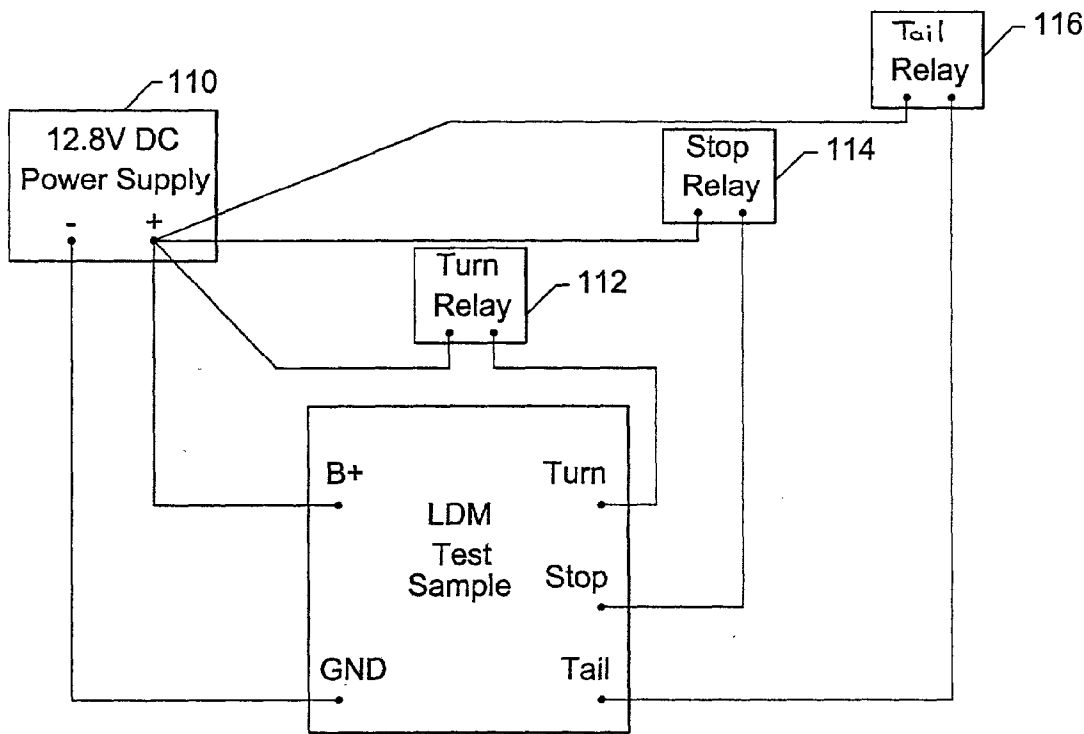 Tail
Relay
116
110
12.8V DC
Power Supply
-
+
Stop
Relay
114
Turn
Relay
112
B+
Turn
LDM
Test
Sample
Stop
GND
Tail